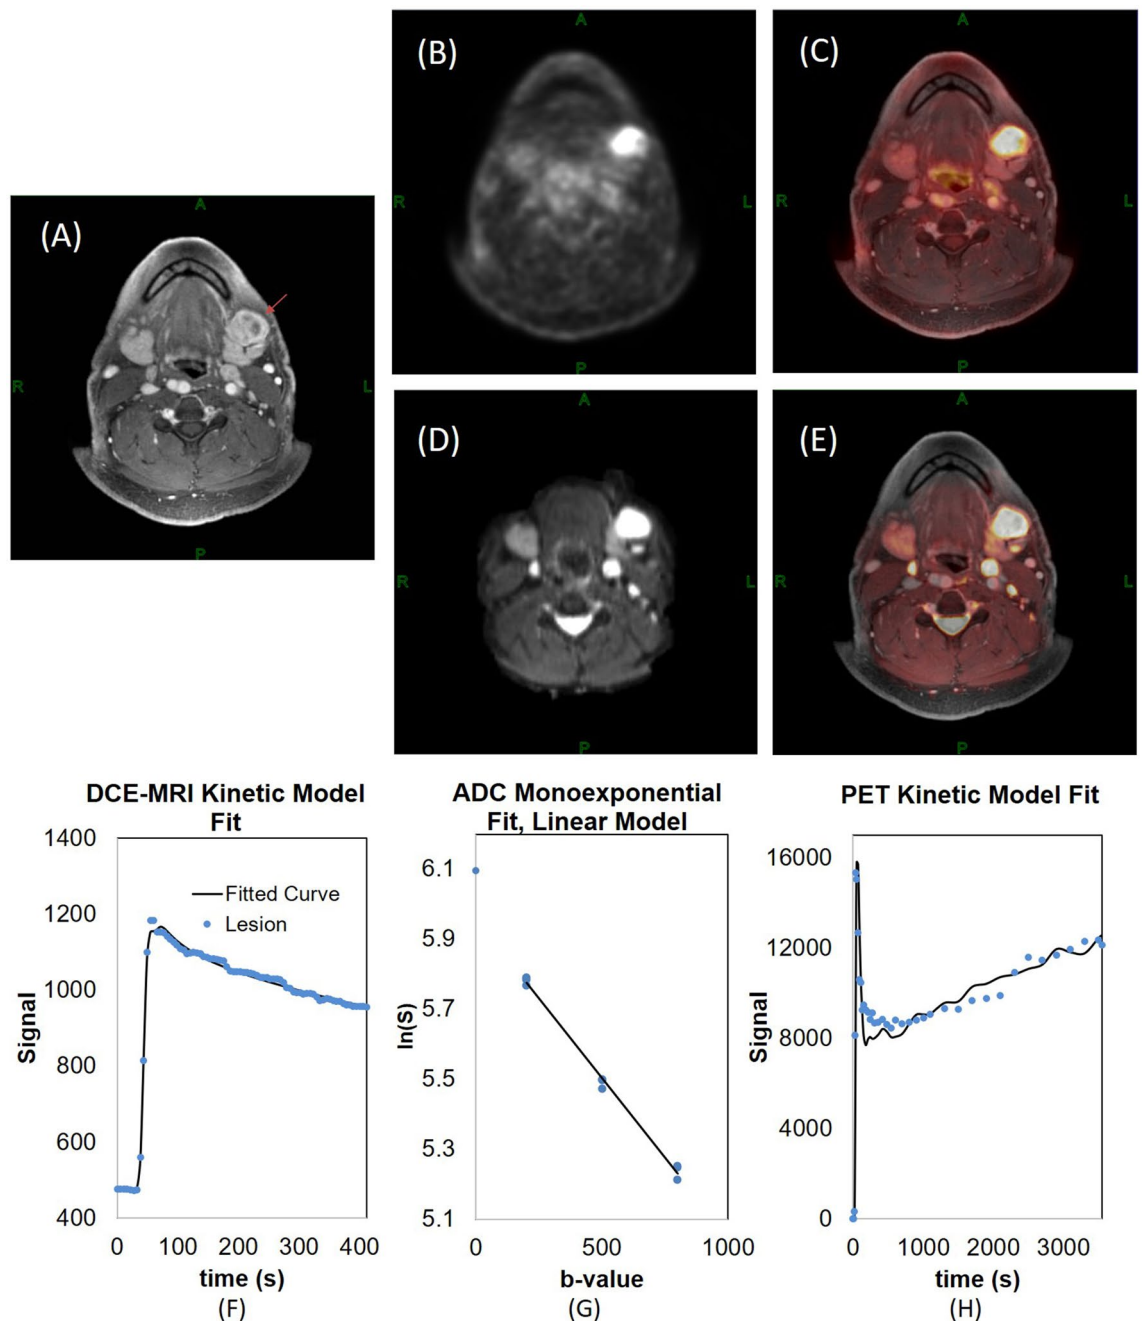 A
(B)
R
L
P
A
(C)
R
L
P
A
(A)
R
L
P
A
(D)
R
L
P
A
(E)
R
L
P
DCE-MRI Kinetic Model
Fit
1400
1200
1000
800
600
400
Signal
Fitted Curve
Lesion
0
100
200
300
400
time (s)
(F)
ADC Monoexponential
Fit, Linear Model
6.1
5.9
5.7
5.5
5.3
5.1
ln(s)
0
500
1000
b-value
(G)
PET Kinetic Model Fit
16000
12000
8000
4000
0
Signal
0
1000
2000
3000
time (s)
(H)